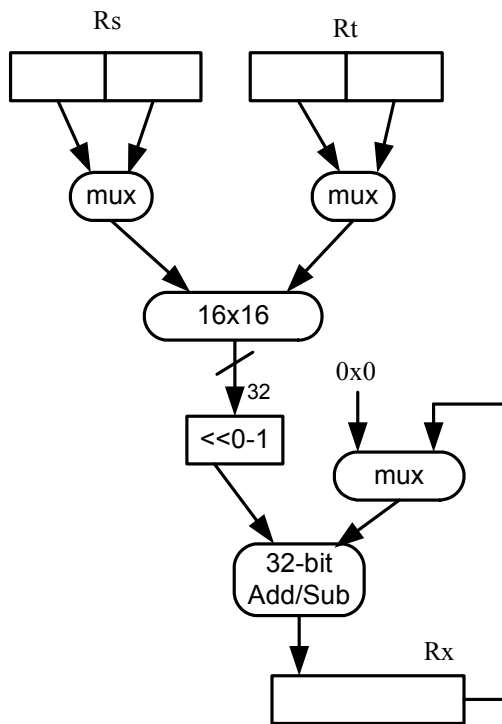 Rs
Rt
mux
mux
16x16
32
0x0
<<0-1
mux
32-bit
Add/Sub
Rx